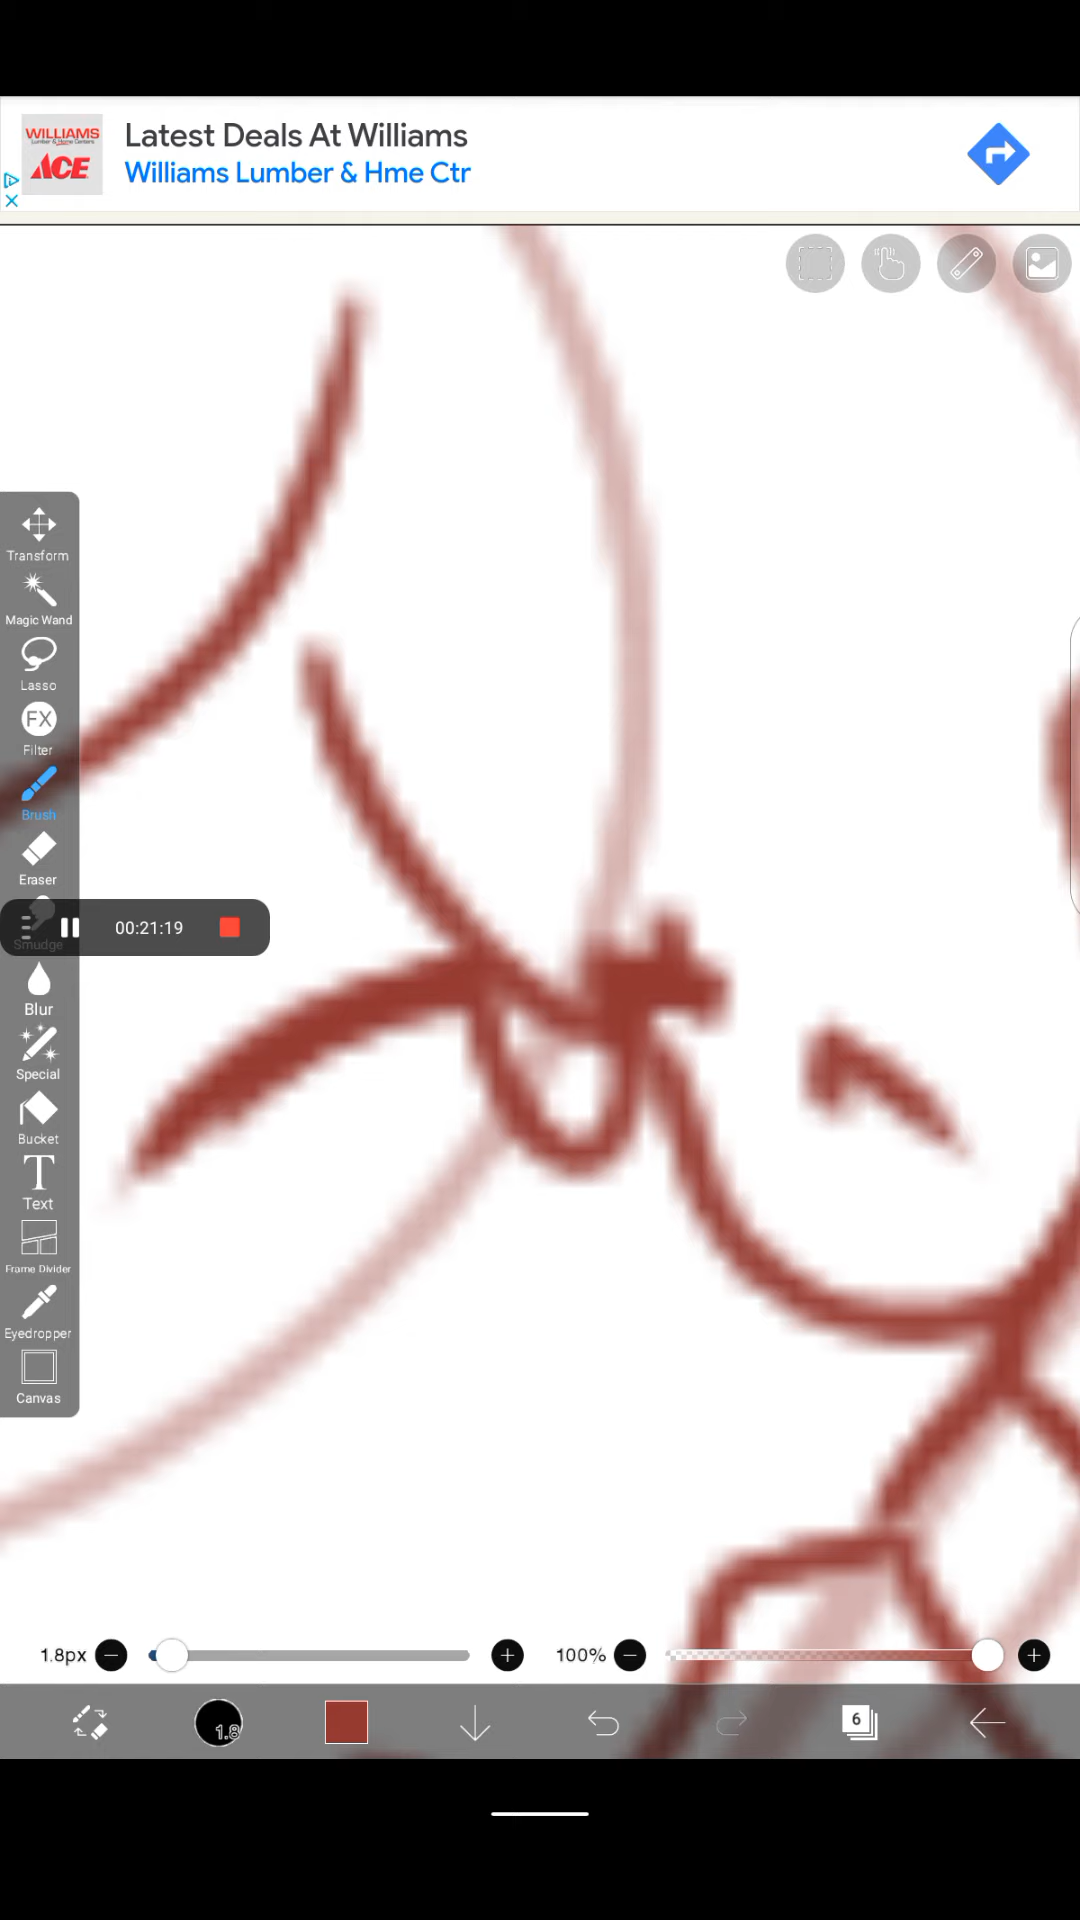 WILLIAMS
Lumber & Home Centers
ACE
Latest Deals At Williams
Williams Lumber & Hme Ctr
Transform
Magic Wand
Lasso
FX
Filter
Brush
Eraser
00:21:19
Smudge
Blur
Special
Bucket
T
Text
Frame Divider
Eyedropper
Canvas
1.8px
100%
1.8
6